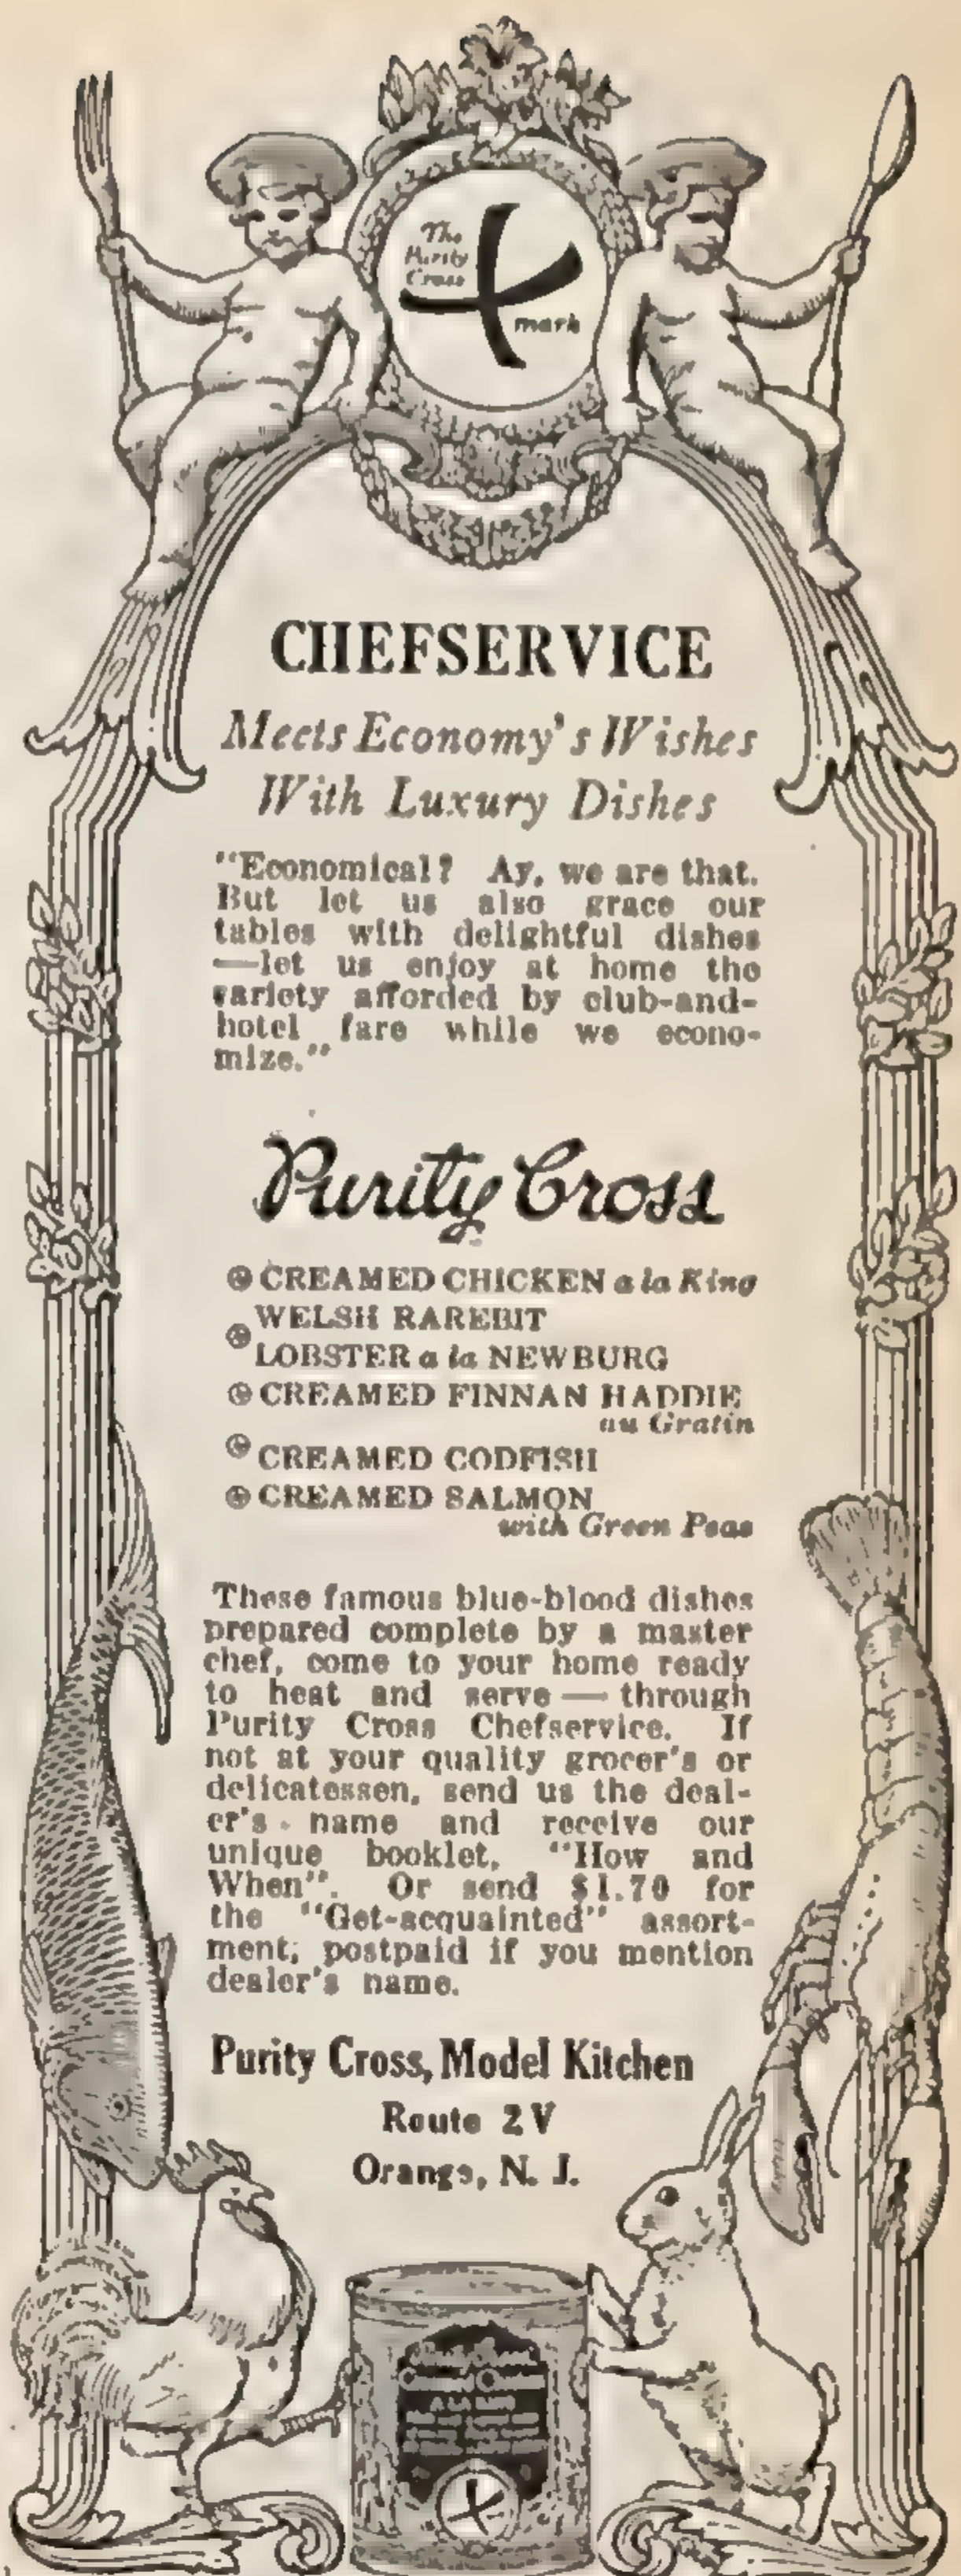 The
Purity
Cross
mark
CHEFSERVICE
Meets Economy's Wishes
With Luxury Dishes
"Economical? Ay, we are that.
But let us also grace our
tables with delightful dishes
—let us enjoy at home the
variety afforded by club-and-
hotel fare while we econo-
mize."
Purity Cross
CREAMED CHICKEN a la King
WELSH RAREBIT
LOBSTER a la NEWBURG
CREAMED FINNAN HADDIE
au Gratin
CREAMED CODFISH
CREAMED SALMON
with Green Peas
These famous blue-blood dishes
prepared complete by a master
chef, come to your home ready
to heat and serve — through
Purity Cross Chefservice. If
not at your quality grocer's or
delicatessen, send us the deal-
er's name and receive our
unique booklet, "How and
When". Or send $1.70 for
the "Get-acquainted" assort-
ment; postpaid if you mention
dealer's name.
Purity Cross, Model Kitchen
Route 2V
Orange, N. J.
A LA KING